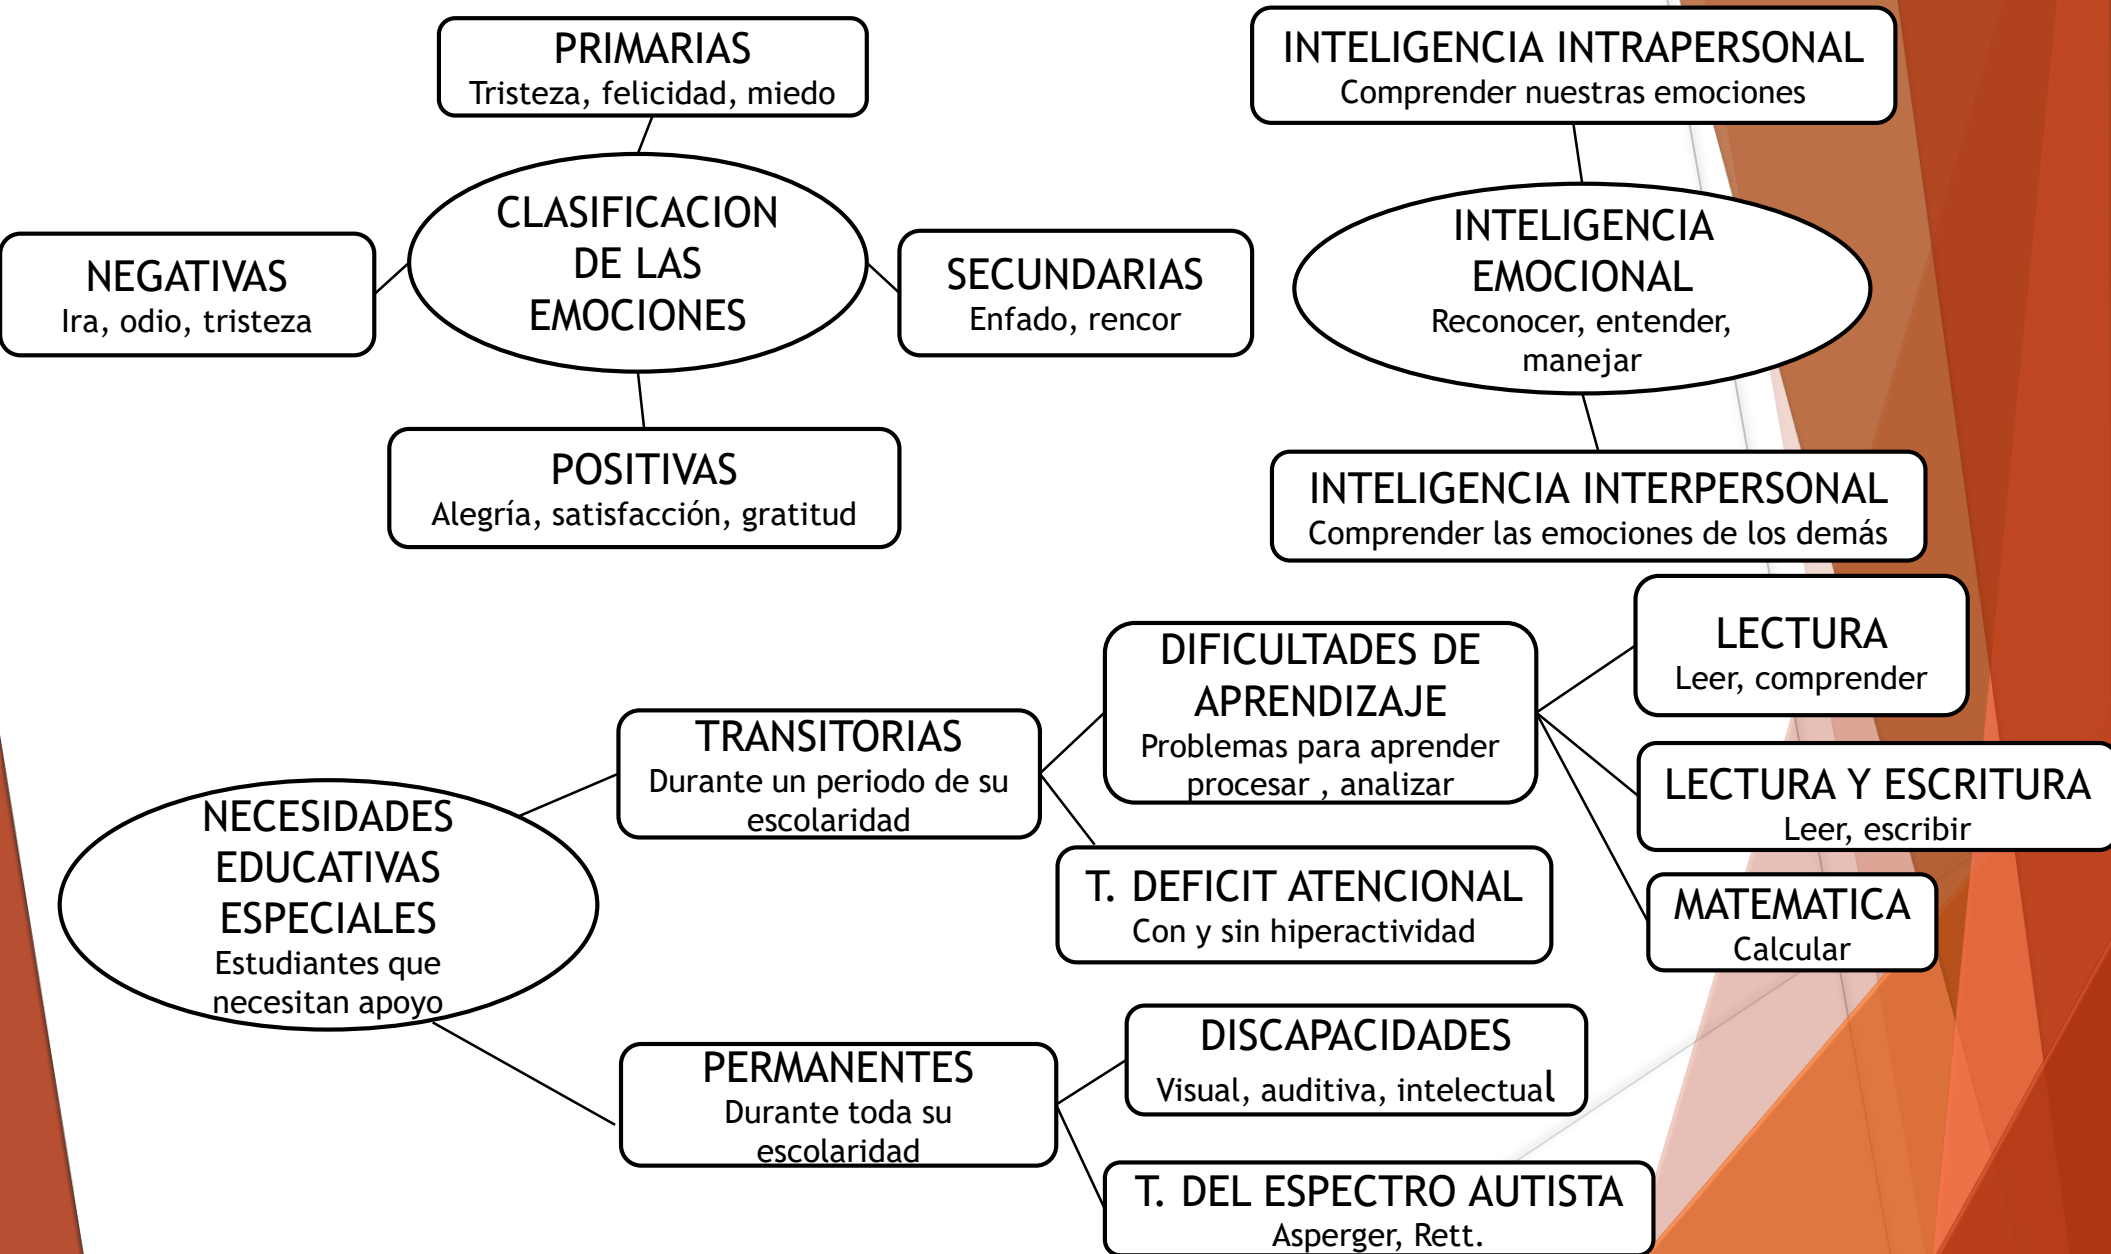 PRIMARIAS
Tristeza, felicidad, miedo
CLASIFICACION
DE LAS
EMOCIONES
NEGATIVAS
Ira, odio, tristeza
SECUNDARIAS
Enfado, rencor
POSITIVAS
Alegría, satisfacción, gratitud
INTELIGENCIA INTRAPERSONAL
Comprender nuestras emociones
INTELIGENCIA
EMOCIONAL
Reconocer, entender,
manejar
INTELIGENCIA INTERPERSONAL
Comprender las emociones de los demás
NECESIDADES
EDUCATIVAS
ESPECIALES
Estudiantes que
necesitan apoyo
TRANSITORIAS
Durante un periodo de su
escolaridad
DIFICULTADES DE
APRENDIZAJE
Problemas para aprender
procesar , analizar
LECTURA
Leer, comprender
LECTURA Y ESCRITURA
Leer, escribir
MATEMATICA
Calcular
T. DEFICIT ATENCIONAL
Con y sin hiperactividad
PERMANENTES
Durante toda su
escolaridad
DISCAPACIDADES
Visual, auditiva, intelectual
T. DEL ESPECTRO AUTISTA
Asperger, Rett.